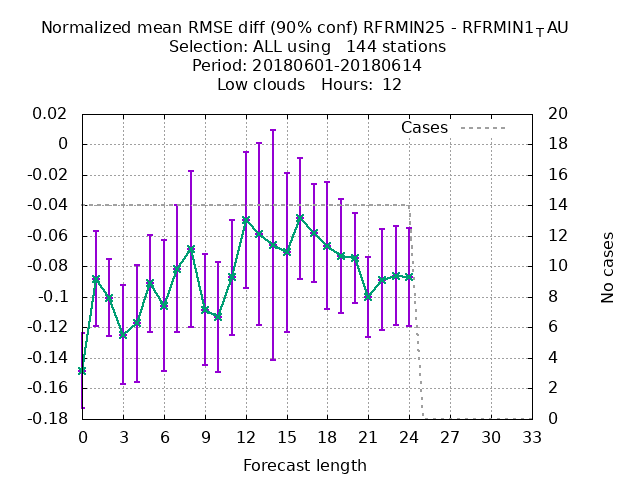 Normalized mean RMSE diff (90% conf) RFRMIN25 - RFRMIN1_TAU
Selection: ALL using   144 stations
Period: 20180601-20180614
Low clouds   Hours:  12
Cases
0.02
0
-0.02
-0.04
-0.06
-0.08
-0.1
-0.12
-0.14
-0.16
-0.18
20
18
16
14
12
10
8
6
4
2
0
No cases
0 3 6 9 12 15 18 21 24 27 30 33
Forecast length